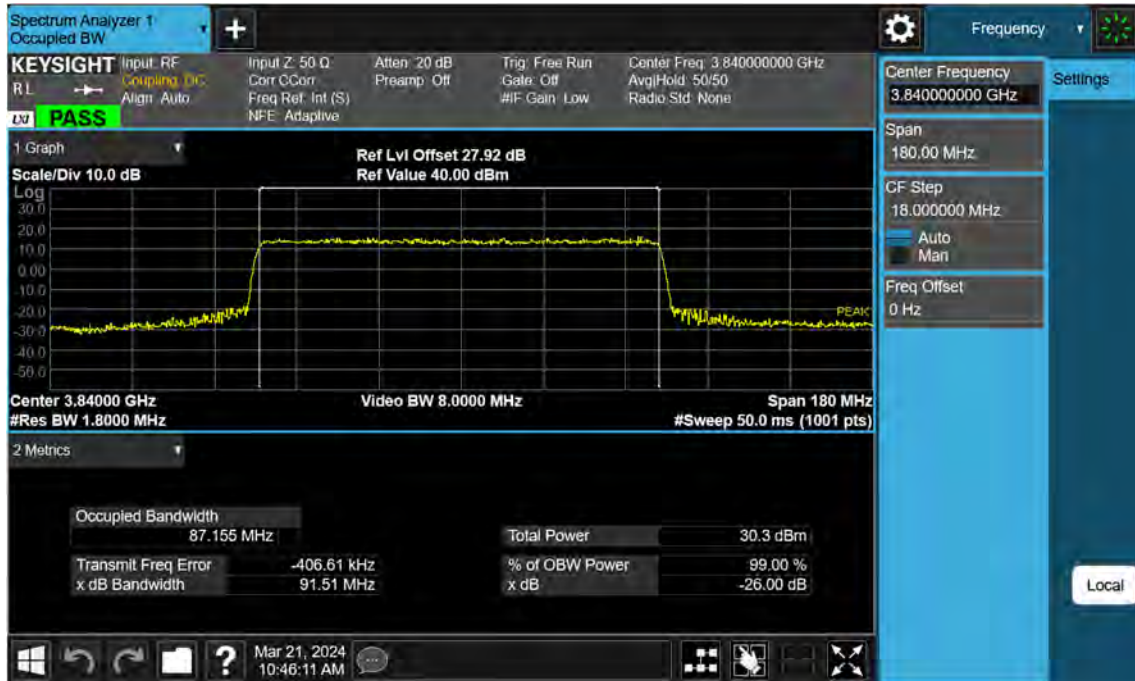 Spectrum Analyzer 1
Occupied BW
+
Frequency
KEYSIGHT
R L
LXI
PASS
Input: RF
Coupling: DC
Align: Auto
Input Z: 50 Ω
Corr CCorr
Freq Ref: Int (S)
NFE: Adaptive
Atten: 20 dB
Preamp: Off
Trig: Free Run
Gate: Off
#IF Gain: Low
Center Freq: 3.840000000 GHz
Avg|Hold: 50/50
Radio Std: None
1 Graph
Scale/Div 10.0 dB
Ref Lvl Offset 27.92 dB
Ref Value 40.00 dBm
Log
30.0
20.0
10.0
0.00
-10.0
-20.0
-30.0
-40.0
-50.0
PEAK
Center 3.84000 GHz
Video BW 8.0000 MHz
Span 180 MHz
#Res BW 1.8000 MHz
#Sweep 50.0 ms (1001 pts)
2 Metrics
Occupied Bandwidth
87.155 MHz
Total Power 30.3 dBm
Transmit Freq Error -406.61 kHz
% of OBW Power 99.00 %
x dB Bandwidth 91.51 MHz
x dB -26.00 dB
?
Mar 21, 2024
10:46:11 AM
Center Frequency
3.840000000 GHz
Settings
Span
180.00 MHz
CF Step
18.000000 MHz
Auto
Man
Freq Offset
0 Hz
Local